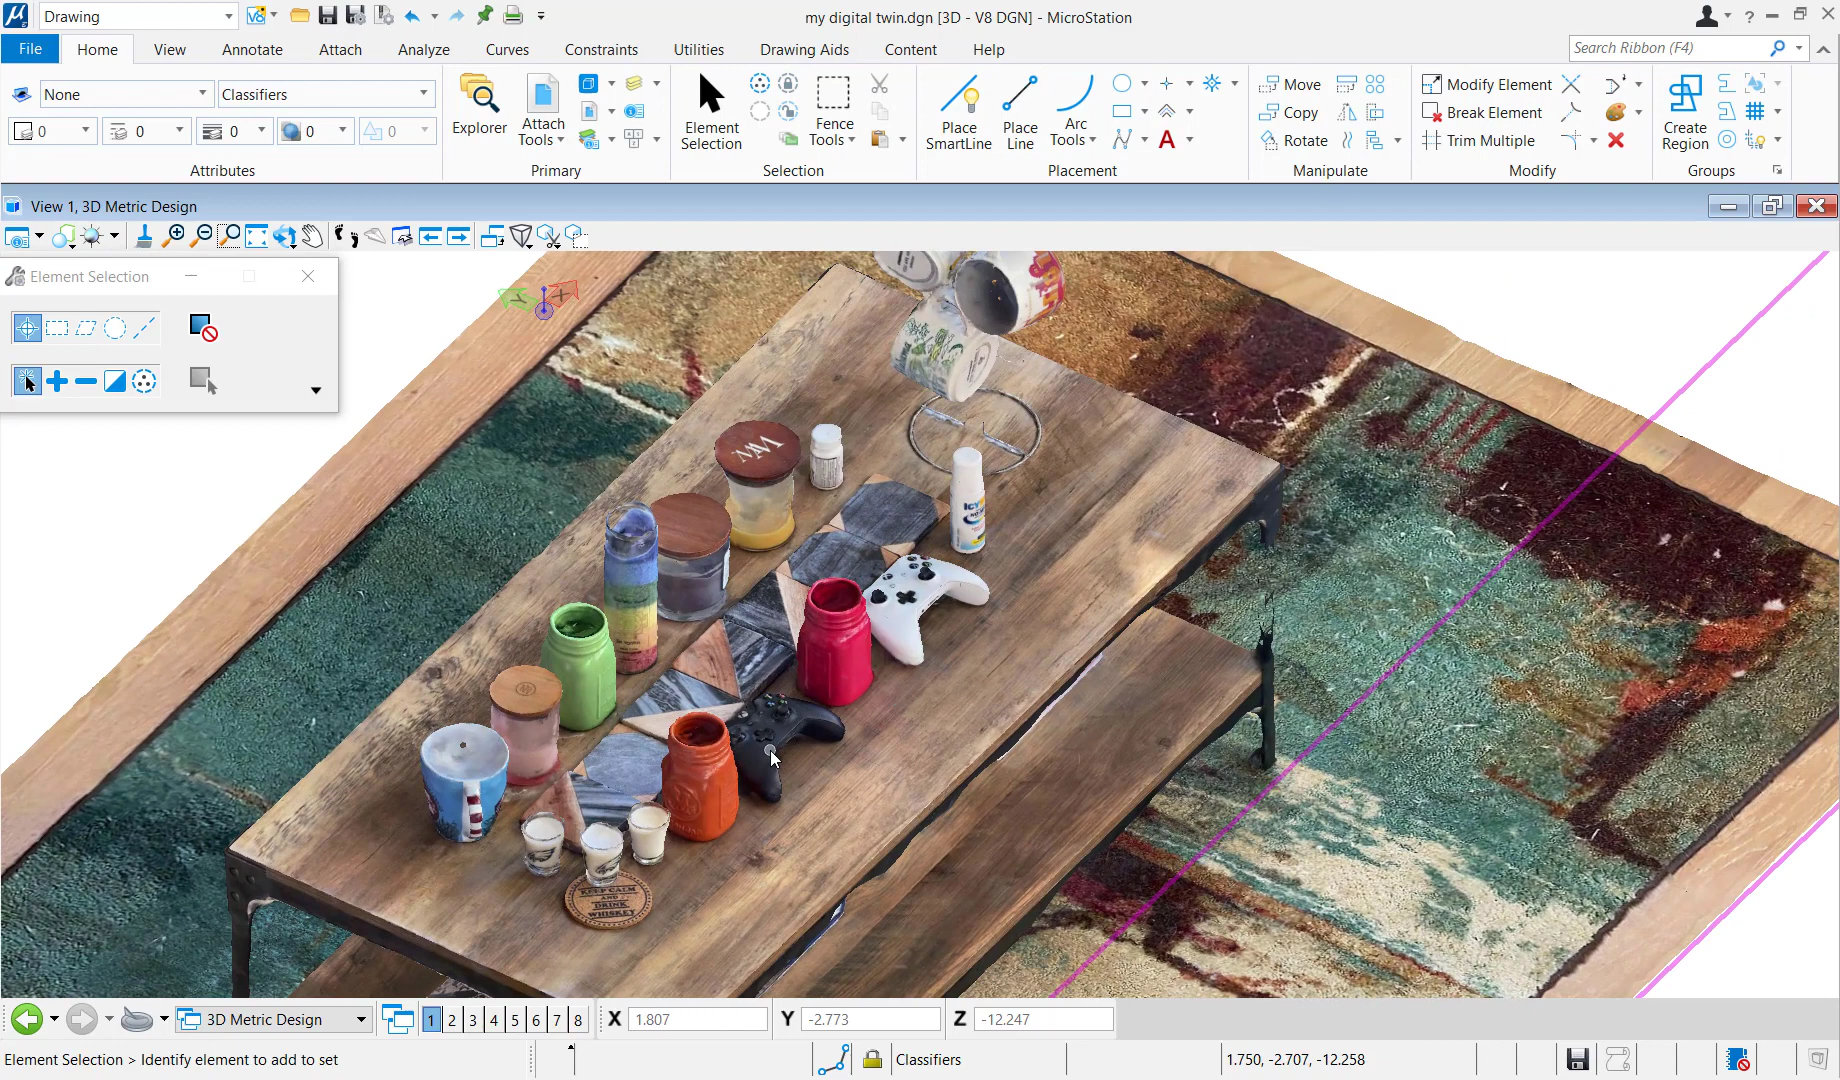 Drawing
my digital twin.dgn [3D - V8 DGN] - MicroStation
File Home View Annotate Attach Analyze Curves Constraints Utilities Drawing Aids Content Help
Search Ribbon (F4)
None
Classifiers
0
0
0
0
0
Attributes
Explorer
Attach
Tools
Primary
Element
Selection
Fence
Tools
Selection
Place
SmartLine
Place
Line
Arc
Tools
Placement
Move
Copy
Rotate
Manipulate
Modify Element
Break Element
Trim Multiple
Modify
Create
Region
Groups
View 1, 3D Metric Design
Element Selection
Y
X
KEEP CALM
AND
DRINK
WHISKEY
3D Metric Design
1 2 3 4 5 6 7 8
X 1.807
Y -2.773
Z -12.247
Element Selection > Identify element to add to set
Classifiers
1.750, -2.707, -12.258